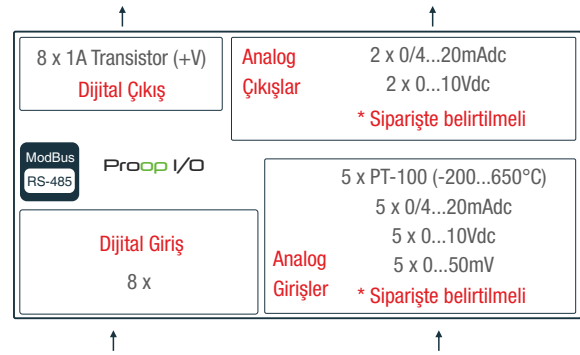 8 x 1A Transistor (+V)
Dijital Çıkış
Analog
Çıkışlar
2 x 0/4...20mAdc
2 x 0...10Vdc
* Siparişte belirtilmeli
ModBus
RS-485
Proop I/O
Dijital Giriş
8 x
Analog
Girişler
5 x PT-100 (-200...650°C)
5 x 0/4...20mAdc
5 x 0...10Vdc
5 x 0...50mV
* Siparişte belirtilmeli